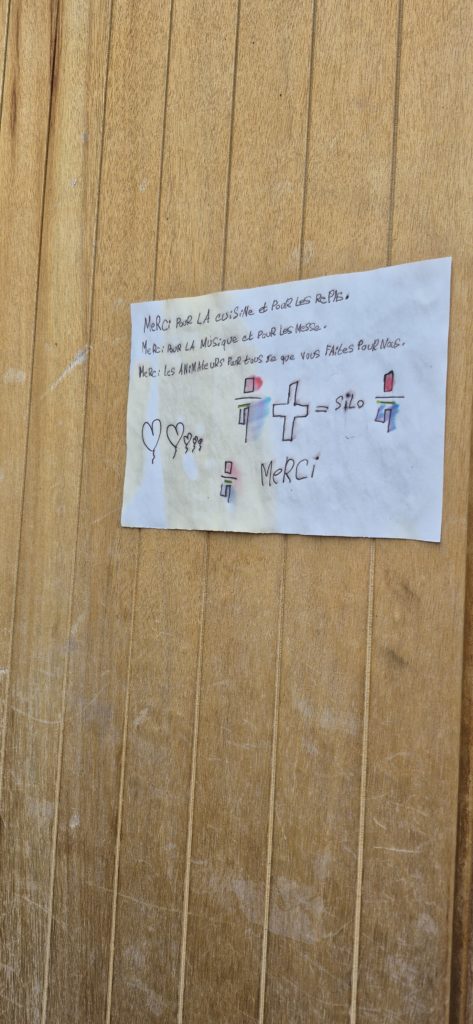 MeRCi POUR LA CUISINE et POUR LES RePAS.
MeRci POUR LA MUSIQUE et POUR LES MESSe.
MeRCi LES ANIMATEURS POUR tous ce que VOUS FAITES POUR NOUS.
= SiLo
MeRCi